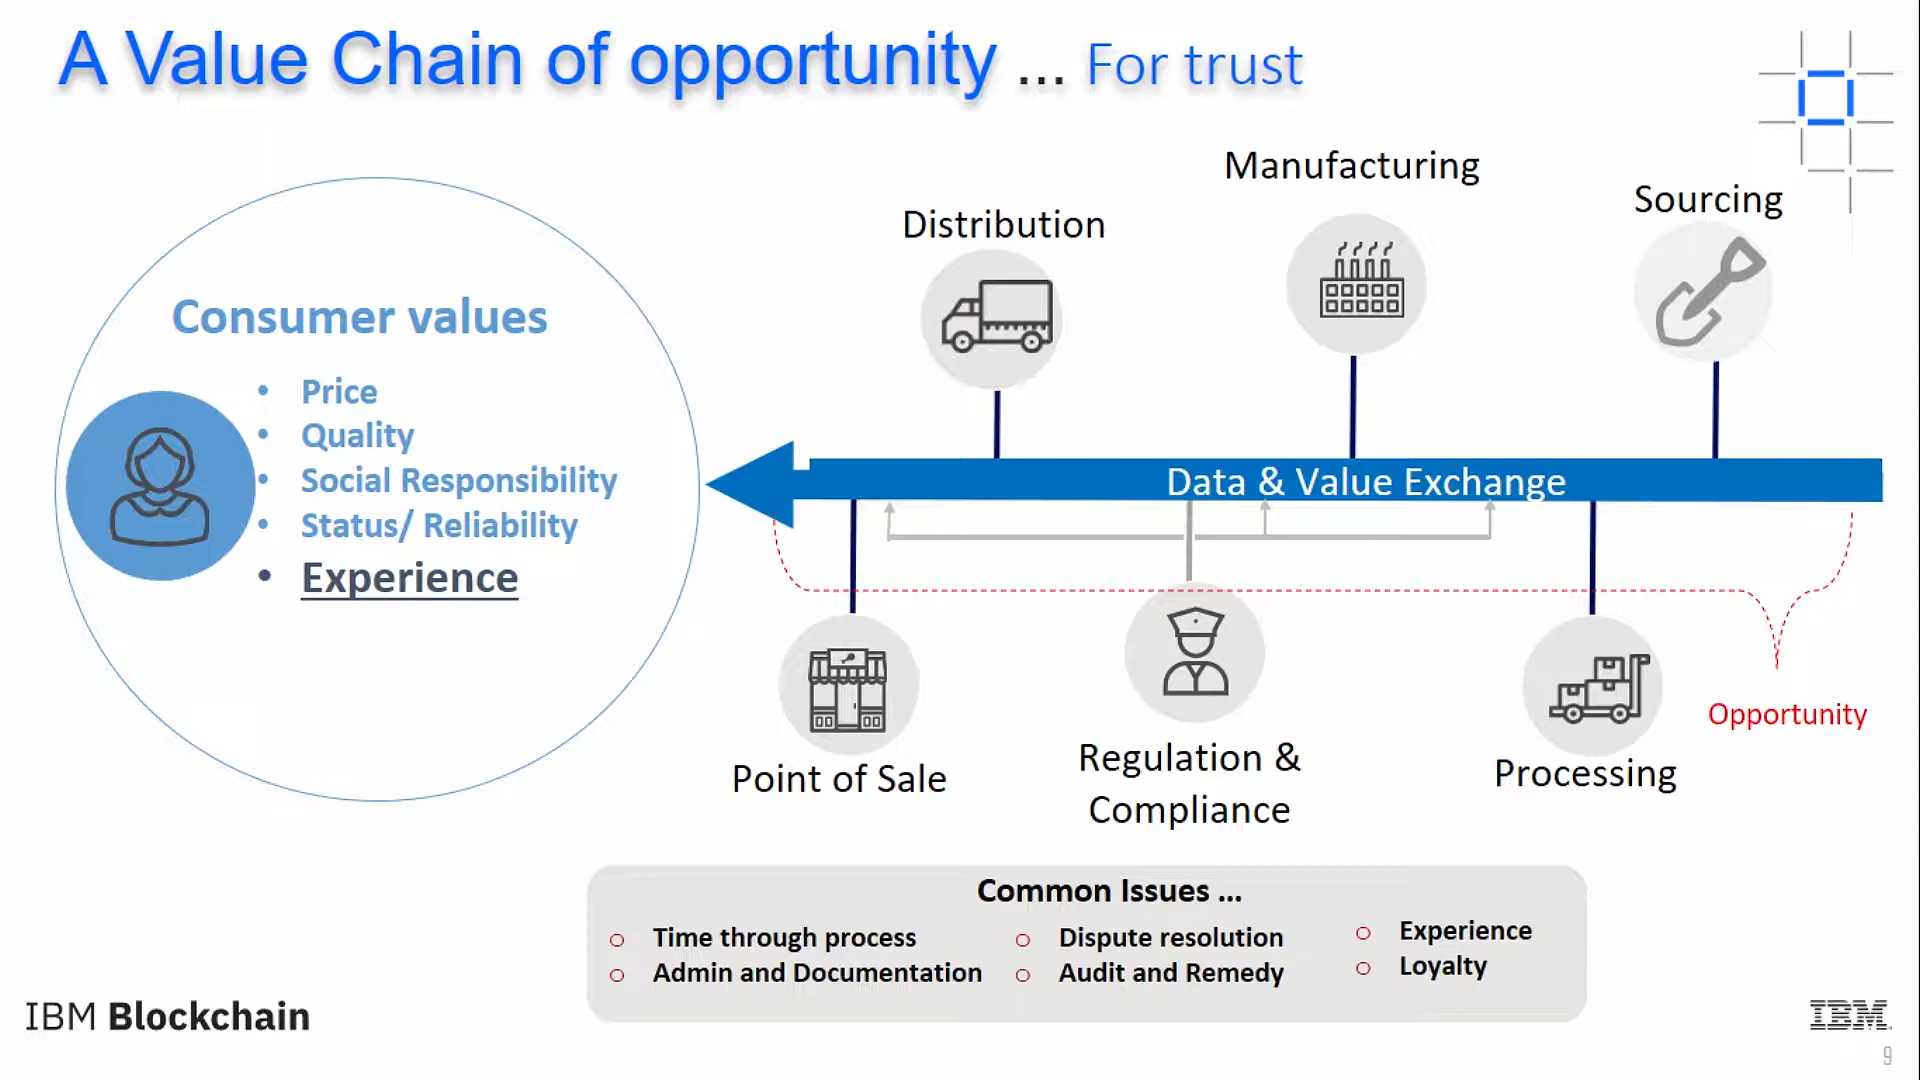 A Value Chain of opportunity ... For trust
Manufacturing
Sourcing
Distribution
Consumer values
• Price
• Quality
• Social Responsibility
• Status/ Reliability
• Experience
Data & Value Exchange
Opportunity
Point of Sale
Regulation &
Compliance
Processing
Common Issues ...
o Time through process
o Admin and Documentation
o Dispute resolution
o Audit and Remedy
o Experience
o Loyalty
IBM Blockchain
IBM
9